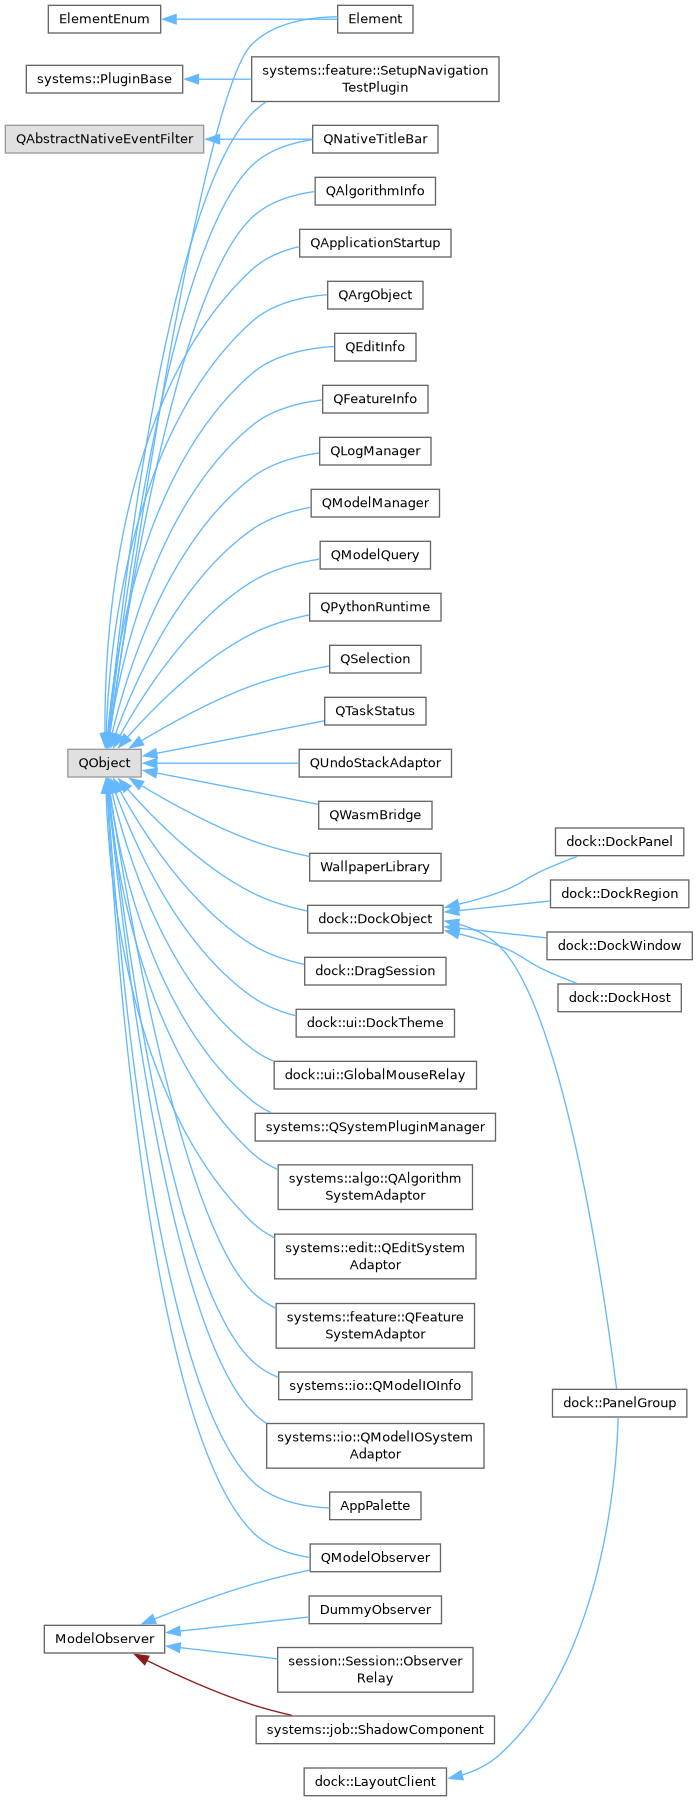 ElementEnum
Element
systems::PluginBase
systems::feature::SetupNavigation
TestPlugin
QAbstractNativeEventFilter
QNativeTitleBar
QAlgorithmInfo
QApplicationStartup
QArgObject
QEditInfo
QFeatureInfo
QLogManager
QModelManager
QModelQuery
QPythonRuntime
QSelection
QTaskStatus
QObject
QUndoStackAdaptor
QWasmBridge
WallpaperLibrary
dock::DockPanel
dock::DockRegion
dock::DockObject
dock::DockWindow
dock::DragSession
dock::DockHost
dock::ui::DockTheme
dock::ui::GlobalMouseRelay
systems::QSystemPluginManager
systems::algo::QAlgorithm
SystemAdaptor
systems::edit::QEditSystem
Adaptor
systems::feature::QFeature
SystemAdaptor
systems::io::QModelIOInfo
dock::PanelGroup
systems::io::QModelIOSystem
Adaptor
AppPalette
QModelObserver
DummyObserver
ModelObserver
session::Session::Observer
Relay
systems::job::ShadowComponent
dock::LayoutClient